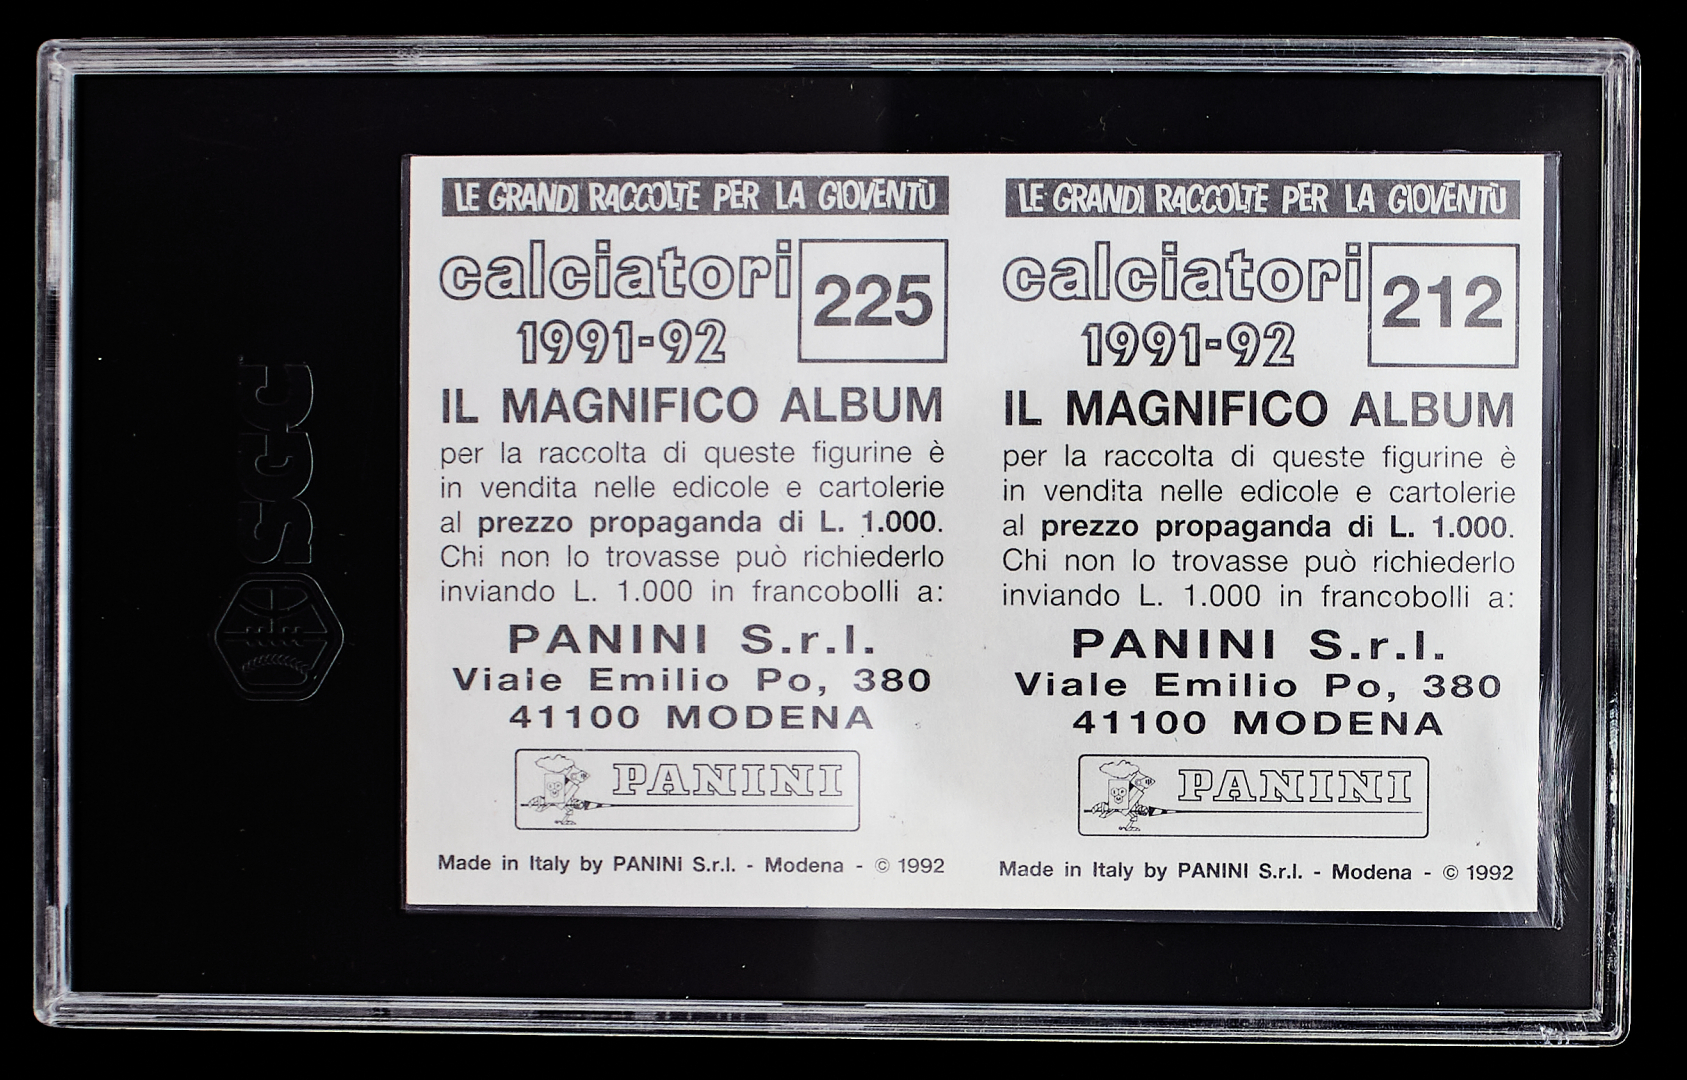 SGC
LE GRANDI RACCOLTE PER LA GIOVENTÙ
calciatori
1991-92
225
IL MAGNIFICO ALBUM
per la raccolta di queste figurine è
in vendita nelle edicole e cartolerie
al prezzo propaganda di L. 1.000.
Chi non lo trovasse può richiederlo
inviando L. 1.000 in francobolli a:
PANINI S.r.l.
Viale Emilio Po, 380
41100 MODENA
PANINI
Made in Italy by PANINI S.r.l. - Modena - © 1992
LE GRANDI RACCOLTE PER LA GIOVENTÙ
calciatori
1991-92
212
IL MAGNIFICO ALBUM
per la raccolta di queste figurine è
in vendita nelle edicole e cartolerie
al prezzo propaganda di L. 1.000.
Chi non lo trovasse può richiederlo
inviando L. 1.000 in francobolli a:
PANINI S.r.l.
Viale Emilio Po, 380
41100 MODENA
PANINI
Made in Italy by PANINI S.r.l. - Modena - © 1992